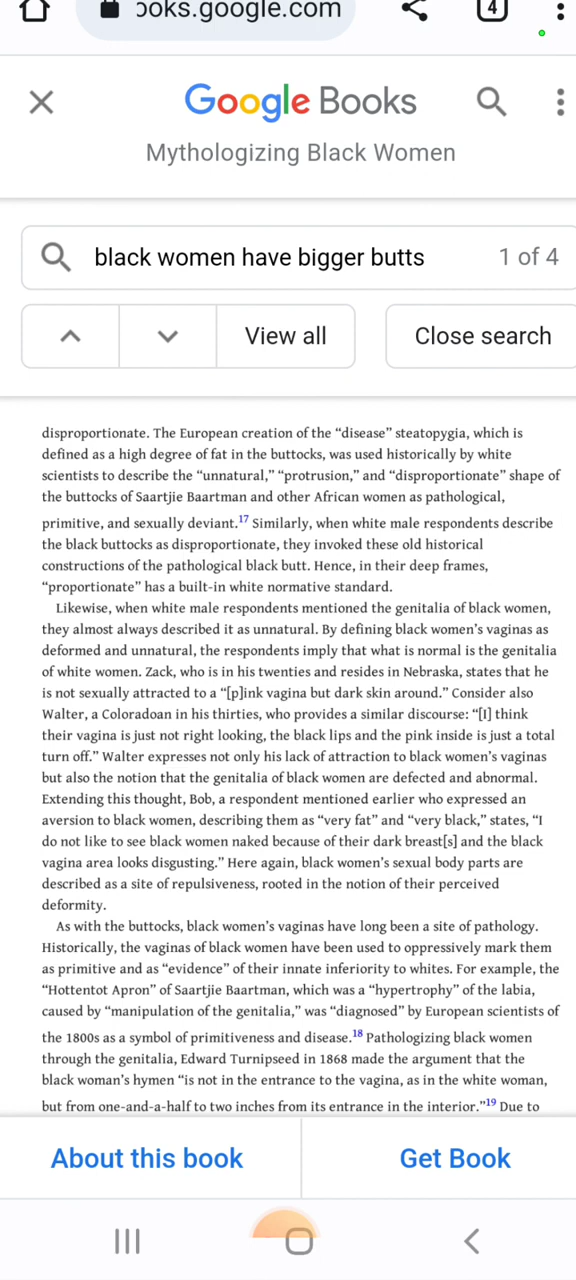 ooks.google.com
4
Google Books
Mythologizing Black Women
black women have bigger butts 1 of 4
View all Close search
disproportionate. The European creation of the “disease” steatopygia, which is
defined as a high degree of fat in the buttocks, was used historically by white
scientists to describe the “unnatural,” “protrusion,” and “disproportionate” shape of
the buttocks of Saartjie Baartman and other African women as pathological,
primitive, and sexually deviant.17 Similarly, when white male respondents describe
the black buttocks as disproportionate, they invoked these old historical
constructions of the pathological black butt. Hence, in their deep frames,
“proportionate” has a built-in white normative standard.
Likewise, when white male respondents mentioned the genitalia of black women,
they almost always described it as unnatural. By defining black women’s vaginas as
deformed and unnatural, the respondents imply that what is normal is the genitalia
of white women. Zack, who is in his twenties and resides in Nebraska, states that he
is not sexually attracted to a “[p]ink vagina but dark skin around.” Consider also
Walter, a Coloradoan in his thirties, who provides a similar discourse: “[I] think
their vagina is just not right looking, the black lips and the pink inside is just a total
turn off.” Walter expresses not only his lack of attraction to black women’s vaginas
but also the notion that the genitalia of black women are defected and abnormal.
Extending this thought, Bob, a respondent mentioned earlier who expressed an
aversion to black women, describing them as “very fat” and “very black,” states, “I
do not like to see black women naked because of their dark breast[s] and the black
vagina area looks disgusting.” Here again, black women’s sexual body parts are
described as a site of repulsiveness, rooted in the notion of their perceived
deformity.
As with the buttocks, black women’s vaginas have long been a site of pathology.
Historically, the vaginas of black women have been used to oppressively mark them
as primitive and as “evidence” of their innate inferiority to whites. For example, the
“Hottentot Apron” of Saartjie Baartman, which was a “hypertrophy” of the labia,
caused by “manipulation of the genitalia,” was “diagnosed” by European scientists of
the 1800s as a symbol of primitiveness and disease.18 Pathologizing black women
through the genitalia, Edward Turnipseed in 1868 made the argument that the
black woman’s hymen “is not in the entrance to the vagina, as in the white woman,
but from one-and-a-half to two inches from its entrance in the interior.”19 Due to
About this book Get Book